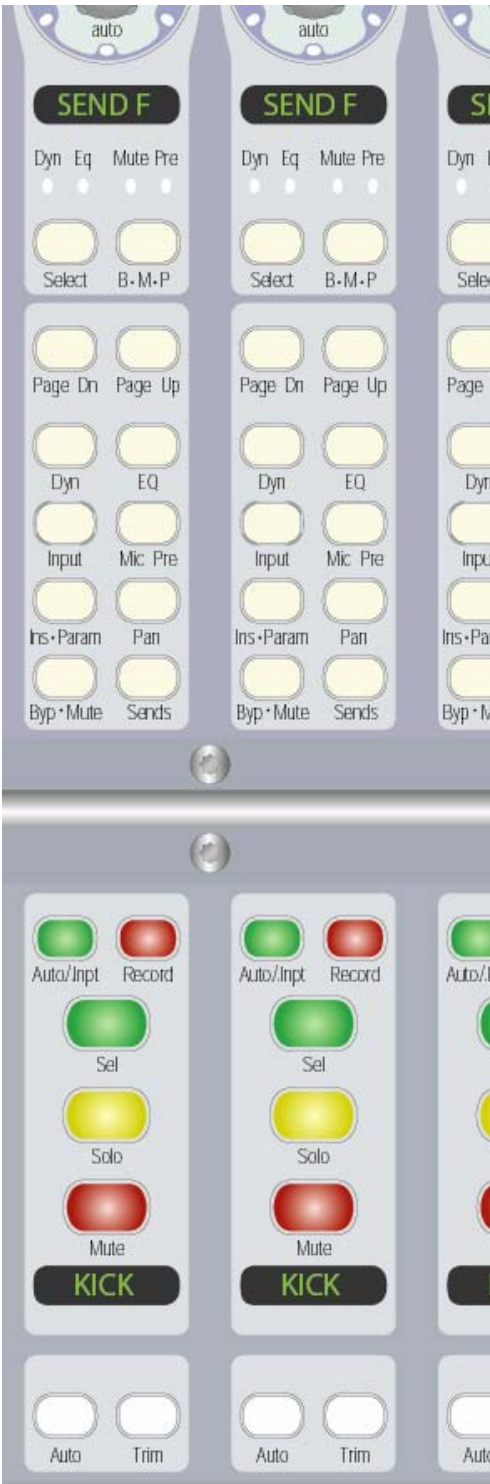 auto auto
SEND F SEND F
Dyn Eq Mute Pre Dyn Eq Mute Pre Dyn
Select B•M•P Select B•M•P
Page Dn Page Up Page Dn Page Up Page
Dyn EQ Dyn EQ
Input Mic Pre Input Mic Pre
Ins•Param Pan Ins•Param Pan
Byp•Mute Sends Byp•Mute Sends
Auto/Inpt Record Auto/Inpt Record
Sel Sel
Solo Solo
Mute Mute
KICK KICK
Auto Trim Auto Trim